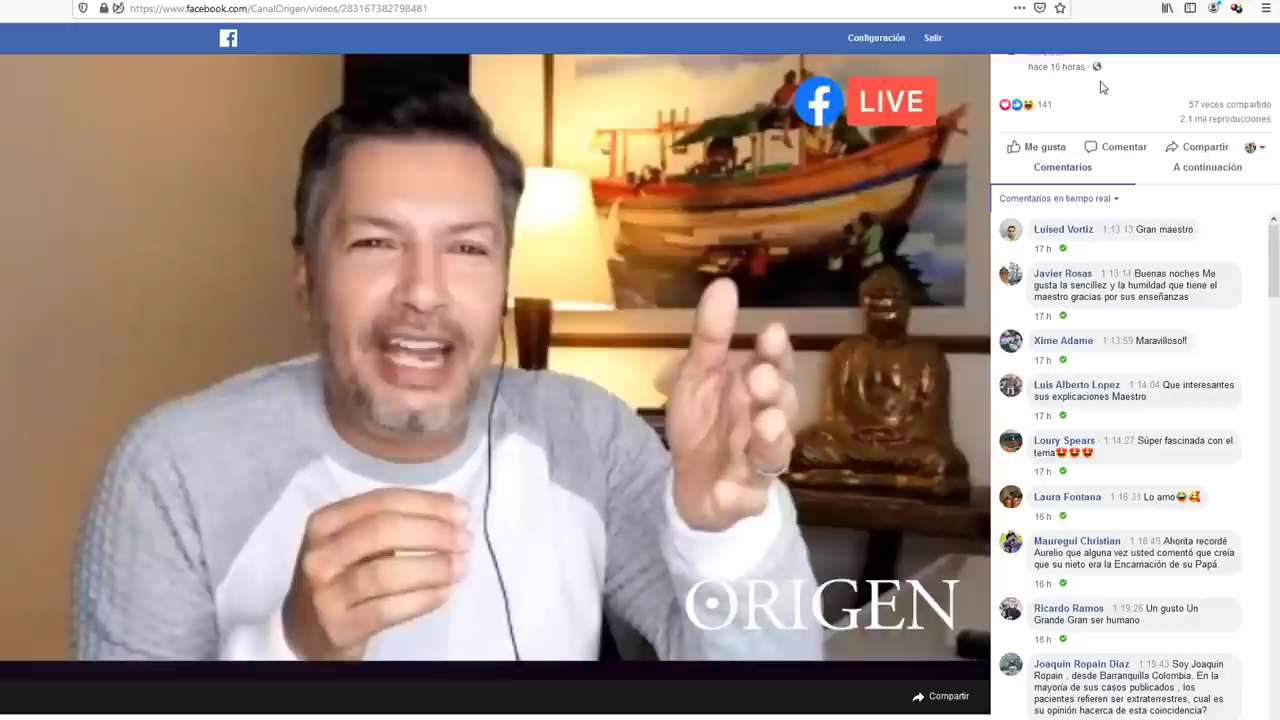 https://www.facebook.com/CanalOrigen/videos/283167382798481
Configuración Salir
LIVE
ORIGEN
Compartir
hace 16 horas ·
141
57 veces compartido
2.1 mil reproducciones
Me gusta Comentar Compartir
Comentarios A continuación
Comentarios en tiempo real
Luised Vortiz 1:13:13 Gran maestro
17 h
Javier Rosas 1:13:14 Buenas noches Me
gusta la sencillez y la humildad que tiene el
maestro gracias por sus enseñanzas
17 h
Xime Adame 1:13:59 Maravilloso!!
17 h
Luis Alberto Lopez 1:14:04 Que interesantes
sus explicaciones Maestro
17 h
Loury Spears · 1:14:27 Súper fascinada con el
tema😍😍😍
17 h
Laura Fontana 1:16:31 Lo amo😂🥰
16 h
Mauregui Christian 1:18:49 Ahorita recordé
Aurelio que alguna vez usted comentó que creía
que su nieto era la Encarnación de su Papá.
16 h
Ricardo Ramos 1:19:26 Un gusto Un
Grande Gran ser humano
16 h ·
Joaquin Ropain Diaz 1:19:43 Soy Joaquin
Ropain , desde Barranquilla Colombia. En la
mayoría de sus casos publicados , los
pacientes refieren ser extraterrestres, cual es
su opinión hacerca de esta coincidencia?